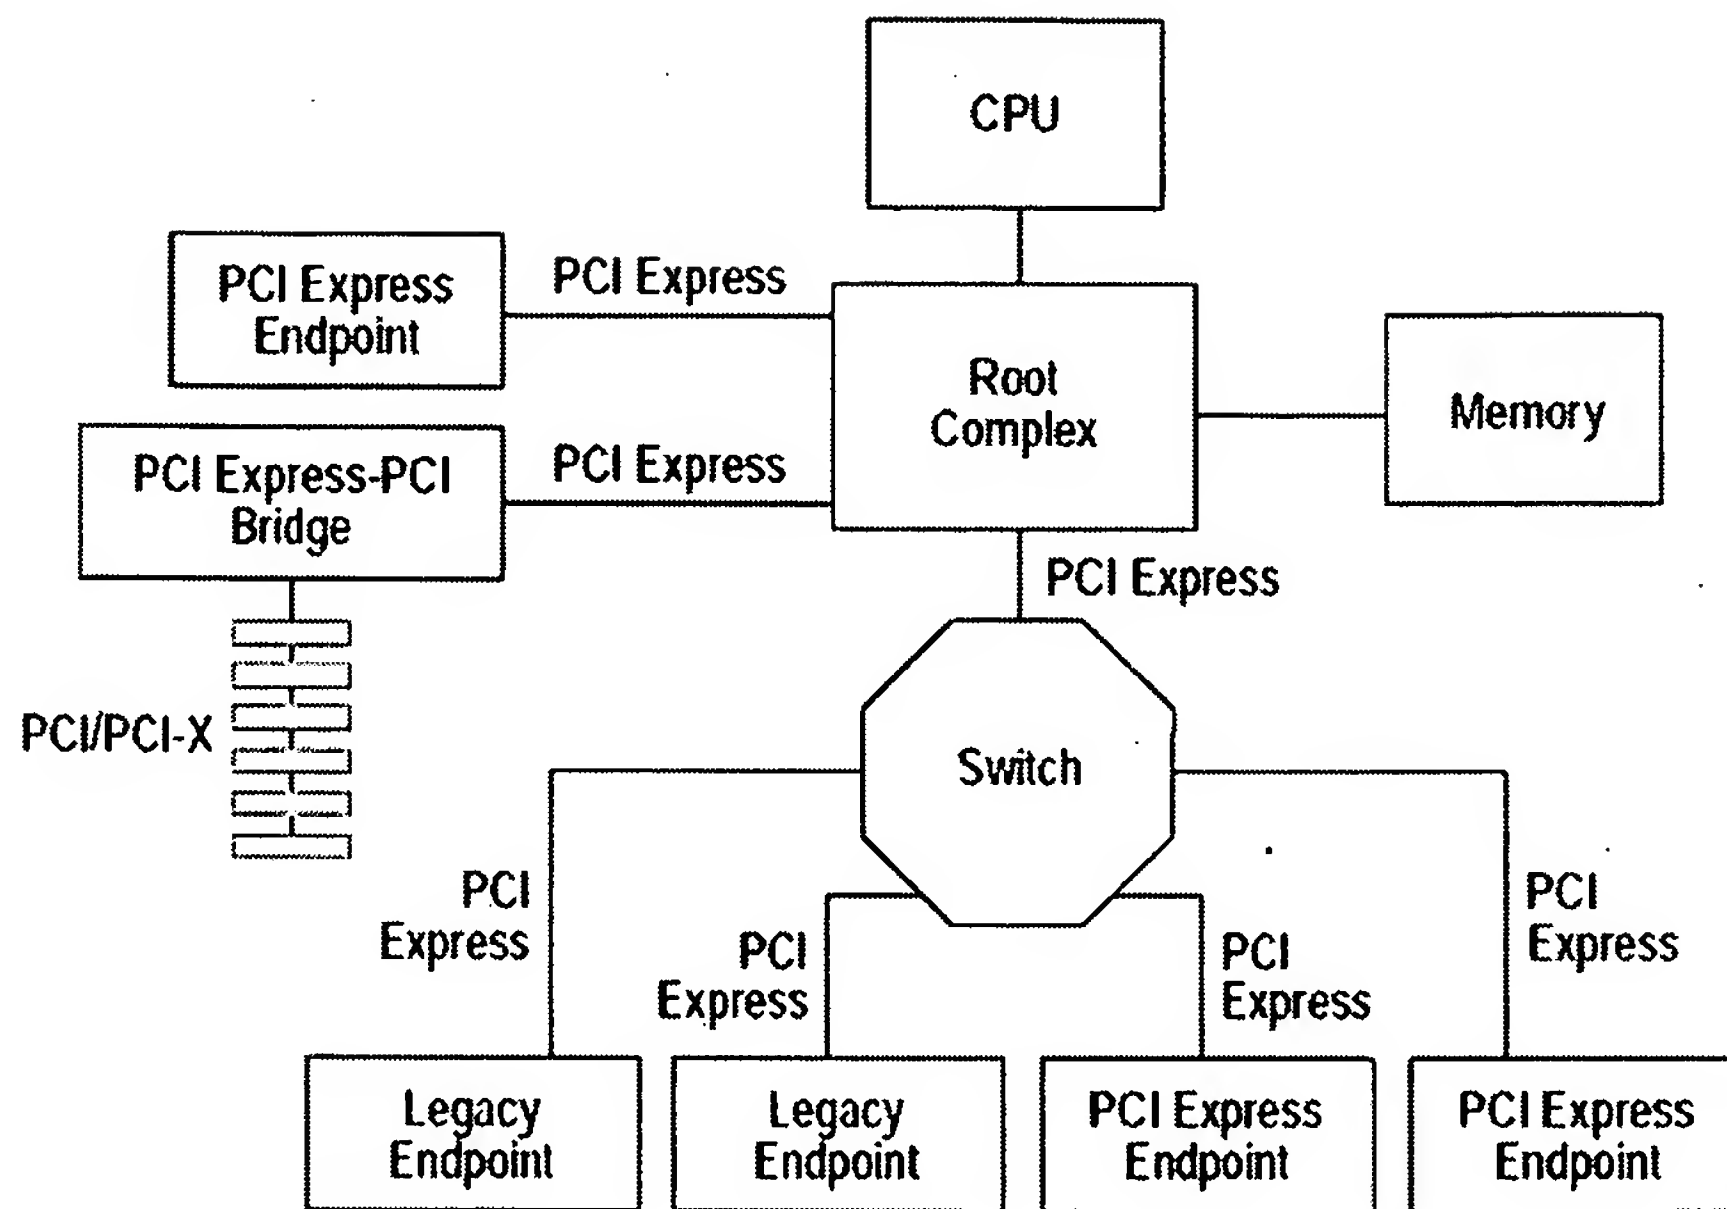 CPU
PCI Express
Endpoint
PCI Express
Root
Complex
Memory
PCI Express-PCI
Bridge
PCI Express
PCI Express
PCI/PCI-X
Switch
PCI
Express
PCI
Express
PCI
Express
PCI
Express
Legacy
Endpoint
Legacy
Endpoint
PCI Express
Endpoint
PCI Express
Endpoint